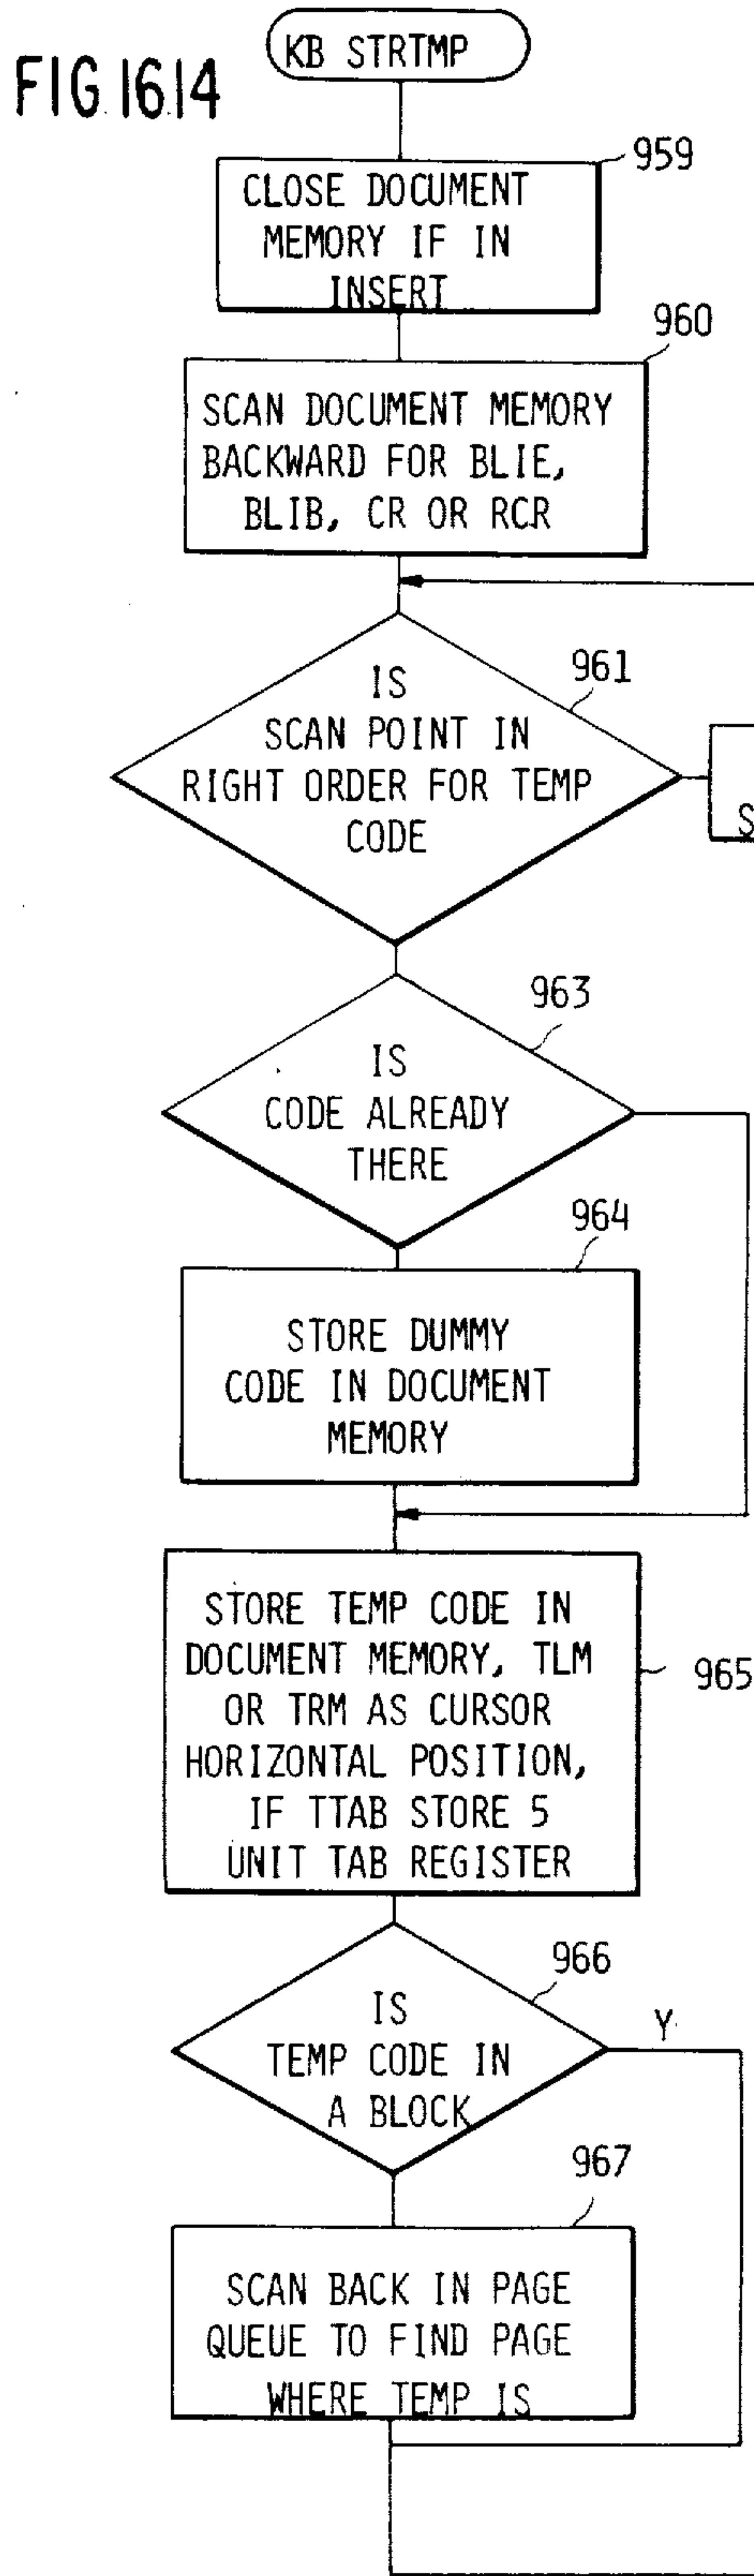 KB STRTMP
FIG 16.14
959
CLOSE DOCUMENT
MEMORY IF IN
INSERT
960
SCAN DOCUMENT MEMORY
BACKWARD FOR BLIE,
BLIB, CR OR RCR
961
IS
SCAN POINT IN
RIGHT ORDER FOR TEMP
CODE
S
963
IS
CODE ALREADY
THERE
964
STORE DUMMY
CODE IN DOCUMENT
MEMORY
STORE TEMP CODE IN
DOCUMENT MEMORY, TLM
OR TRM AS CURSOR
HORIZONTAL POSITION,
IF TTAB STORE 5
UNIT TAB REGISTER
965
966
IS
TEMP CODE IN
A BLOCK
Y
967
SCAN BACK IN PAGE
QUEUE TO FIND PAGE
WHERE TEMP IS